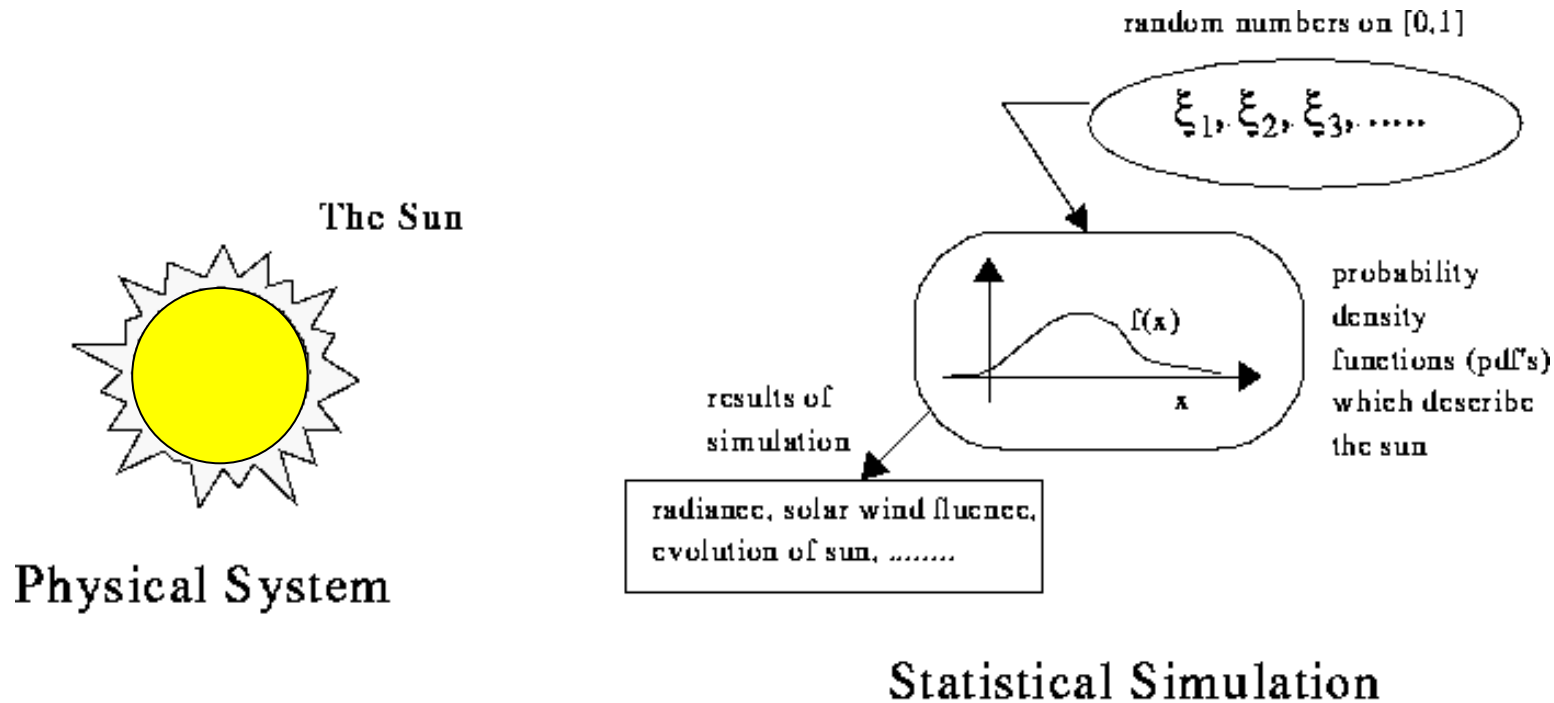 random numbers on [0,1]
ξ1, ξ2, ξ3, .....
The Sun
f(x)
x
probability
density
functions (pdf's)
which describe
the sun
results of
simulation
radiance, solar wind fluence,
evolution of sun, ........
Physical System
Statistical Simulation